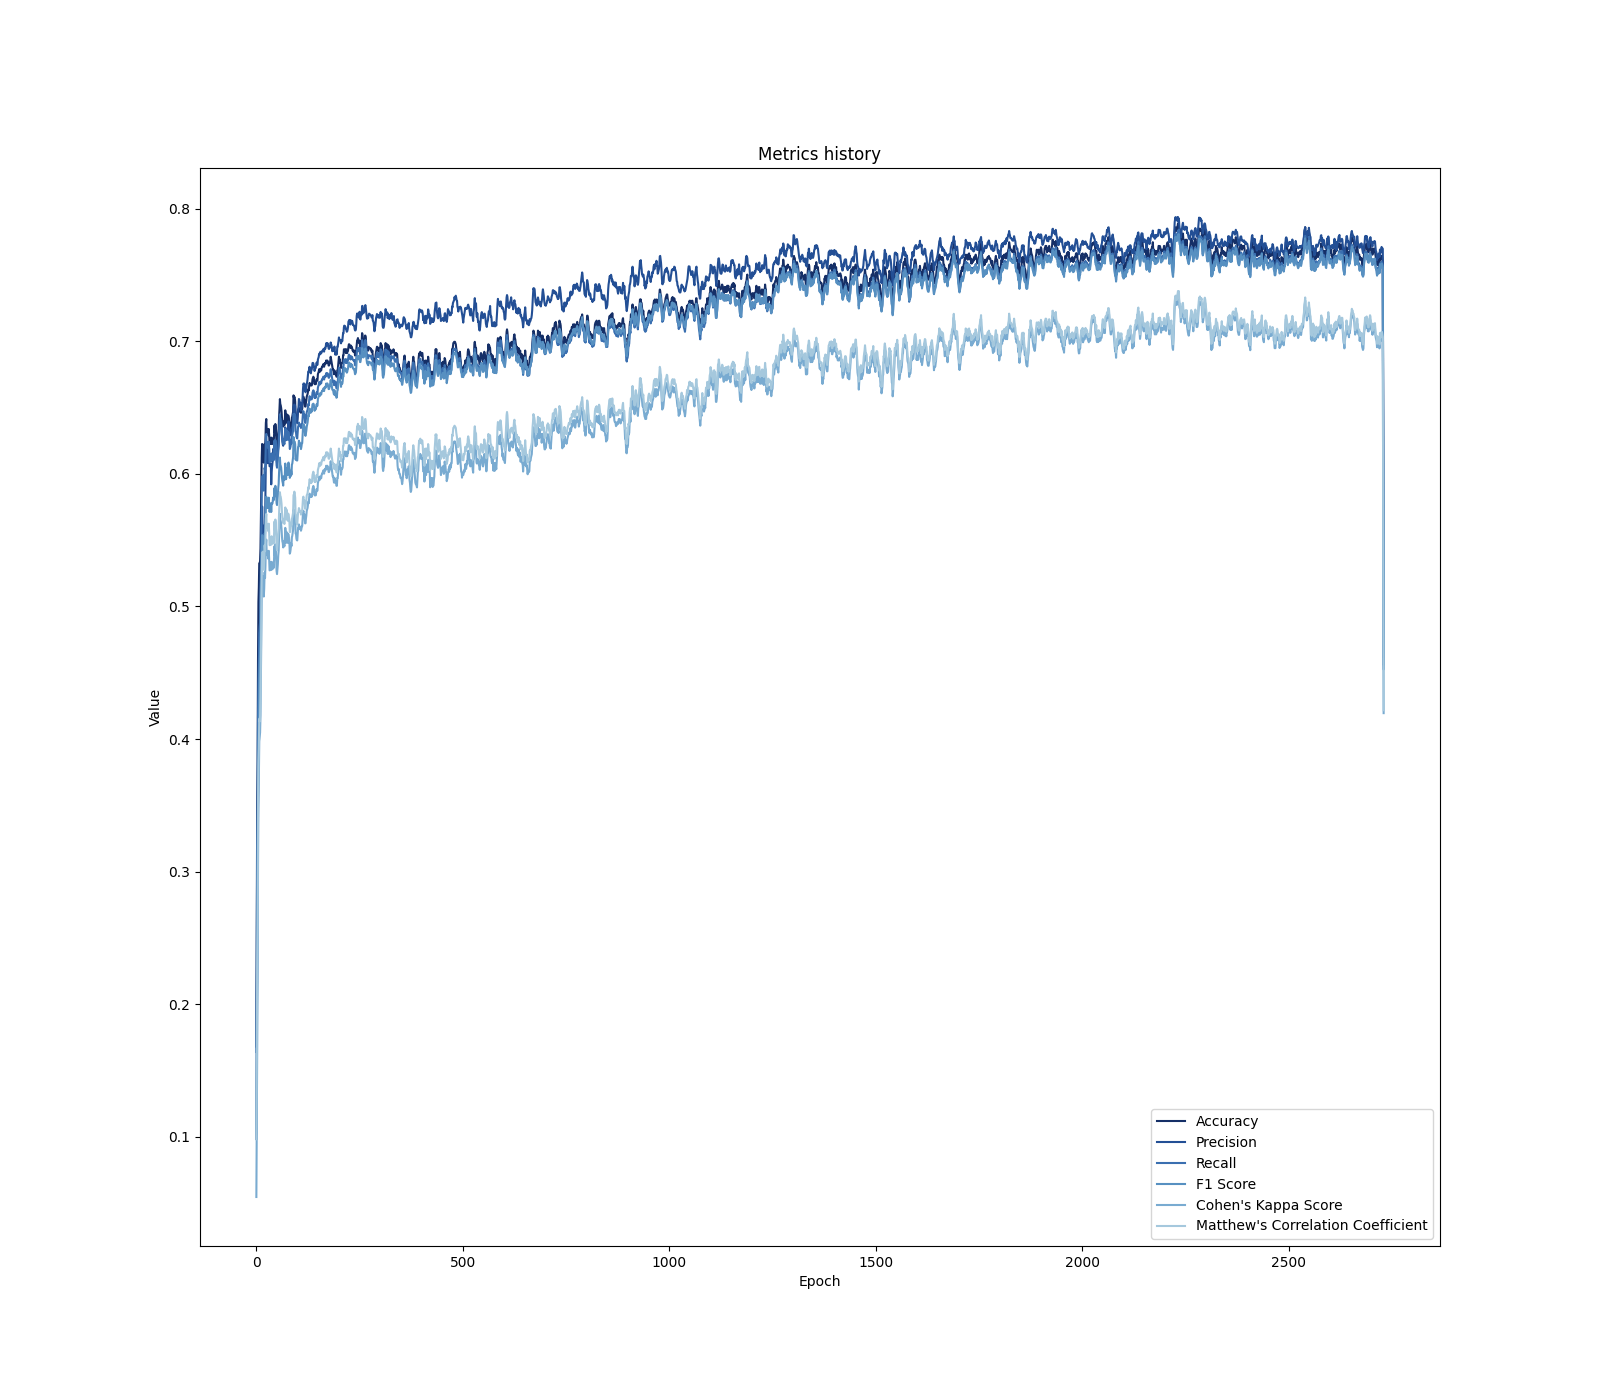 Metrics history
0.8
0.7
0.6
0.5
0.4
0.3
0.2
0.1
Value
0 500 1000 1500 2000 2500
Epoch
Accuracy
Precision
Recall
F1 Score
Cohen's Kappa Score
Matthew's Correlation Coefficient